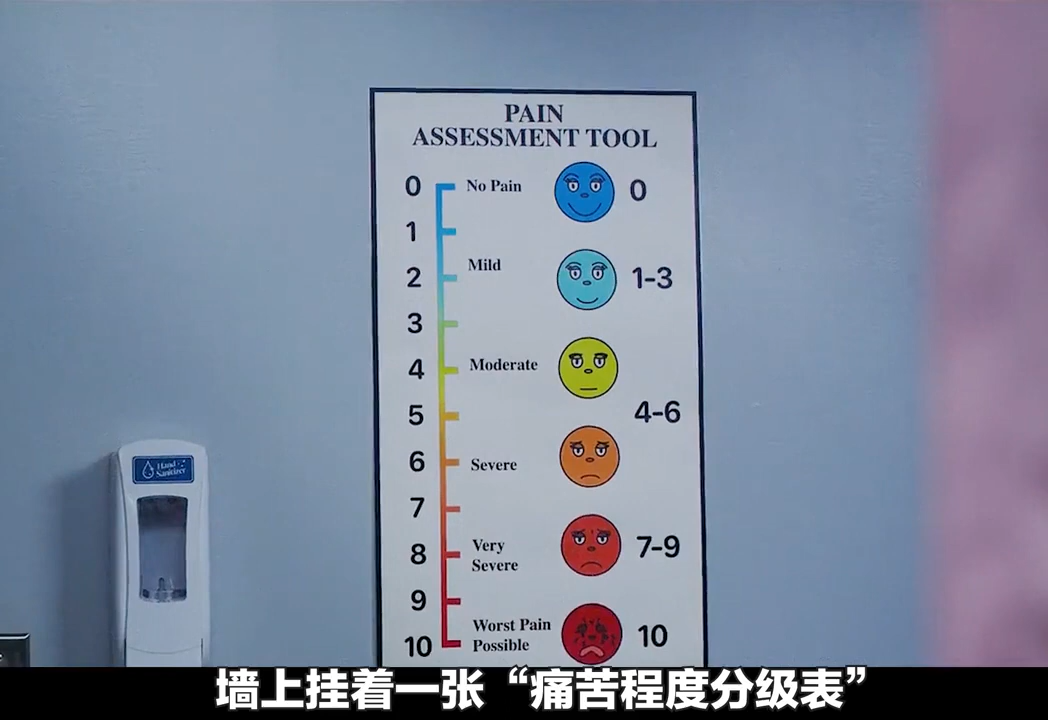 PAIN
ASSESSMENT TOOL
0 No Pain 0
1
Mild
2 1-3
3
4 Moderate
5 4-6
6 Severe
7
8 Very
Severe 7-9
9
Worst Pain
10 Possible 10
Hand
Sanitizer
墙上挂着一张“痛苦程度分级表”